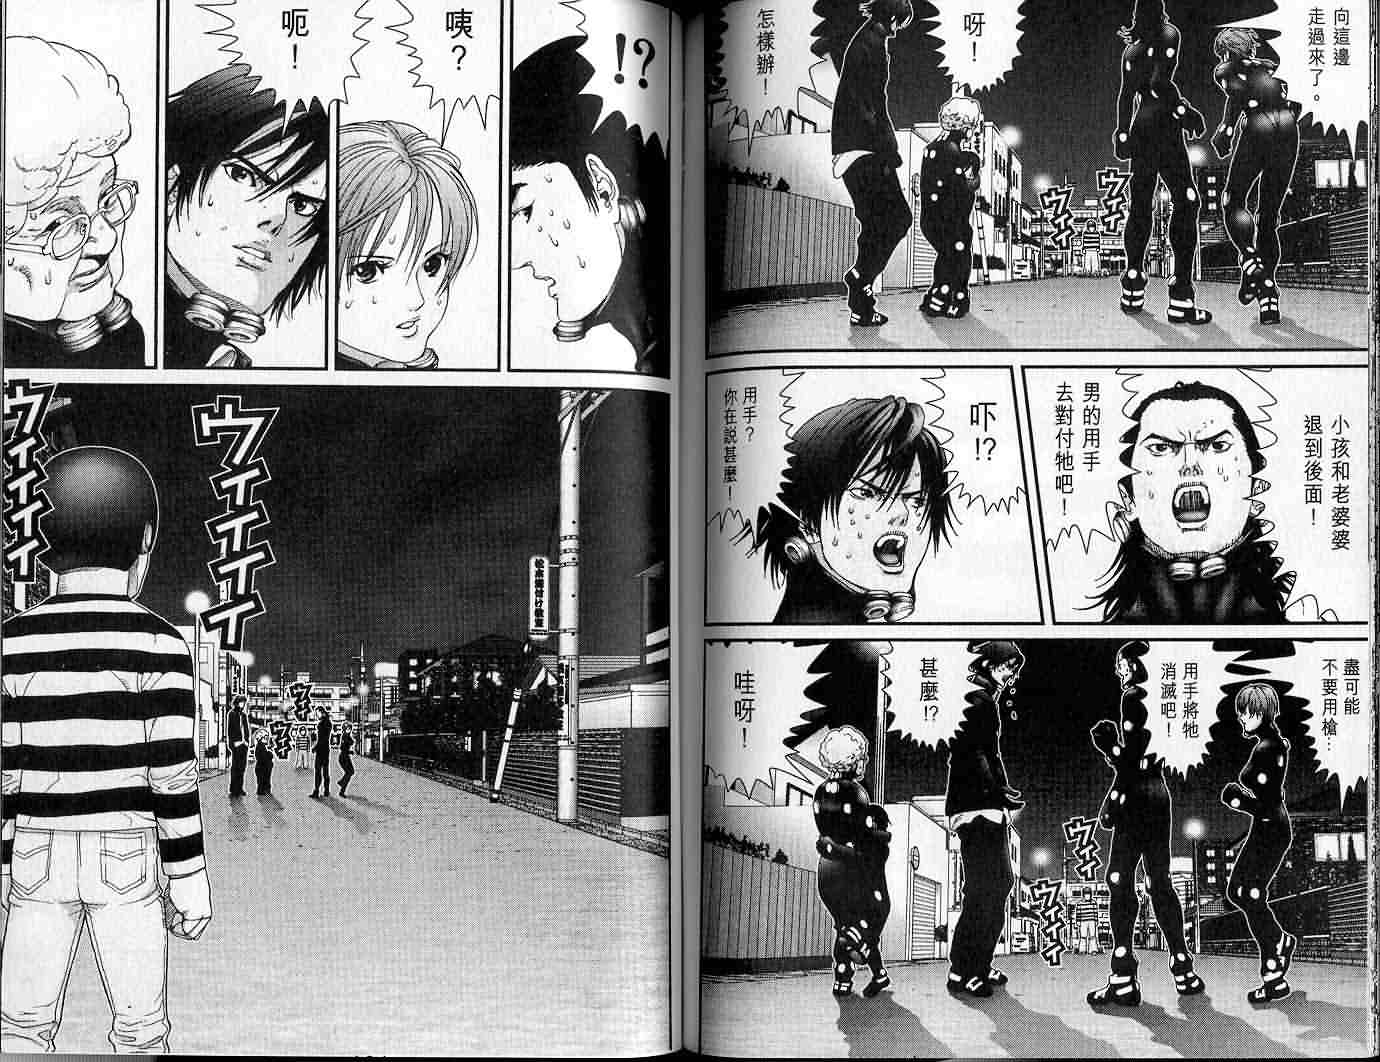 向這邊
走過來了。
呀！
怎樣辦！
ウィィィ
ウィィィ
小孩和老婆婆
退到後面！
男的用手
去對付牠吧！
吓！？
用手？
你在說甚麼！
盡可能
不要用槍…
用手將牠
消滅吧！
甚麼！？
哇呀！
ウィィ
ウィィィ
！？
咦？
呃！
ウィィィィ
ウィィィィ